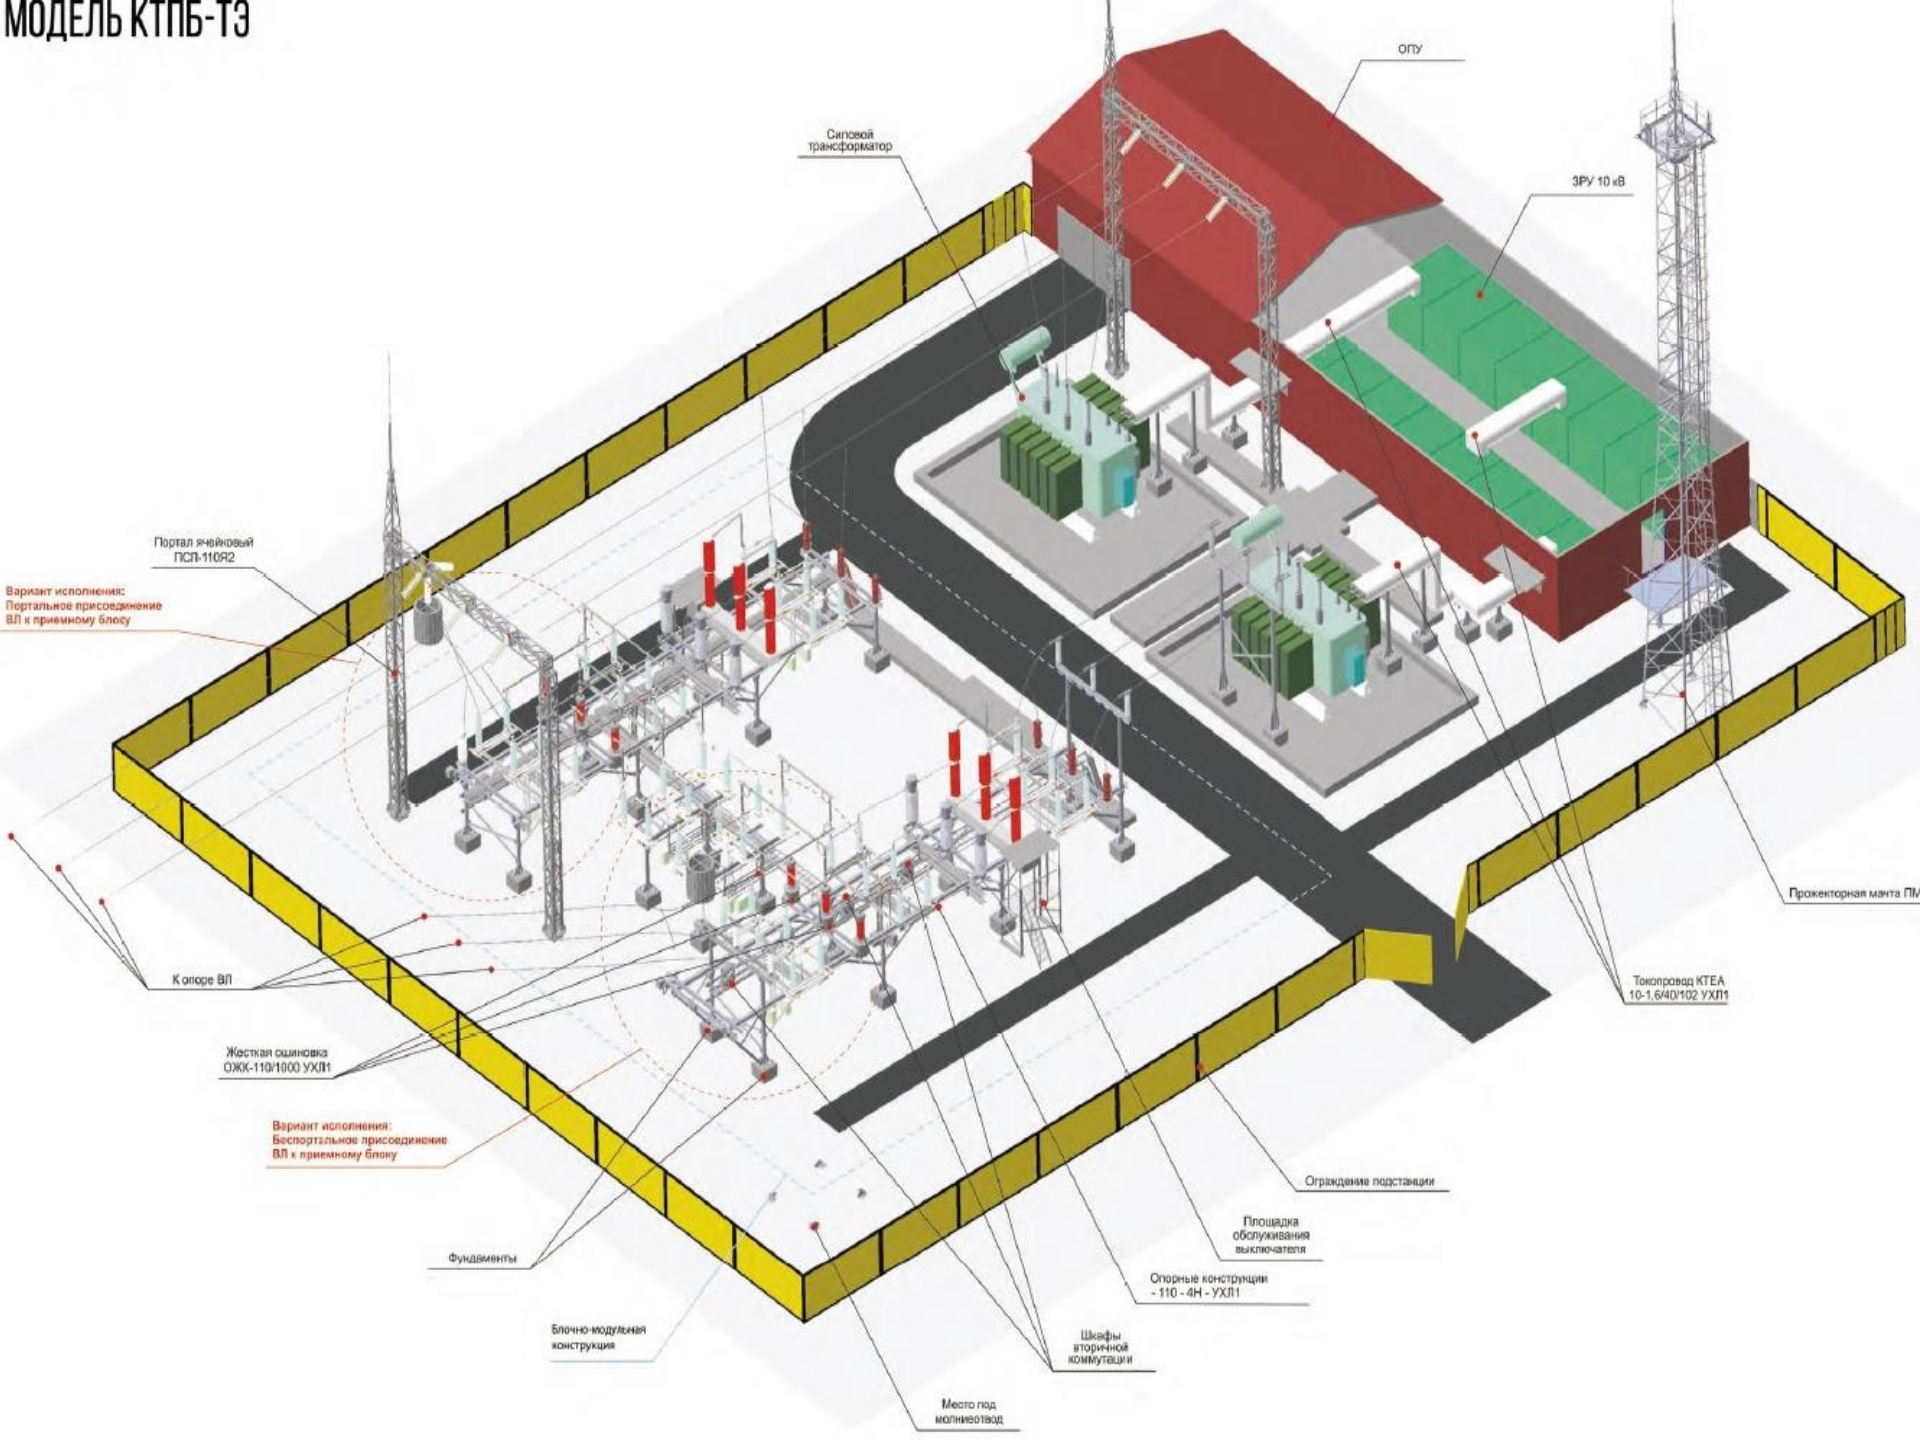 МОДЕЛЬ КТПБ-ТЭ
ОПУ
Силовой
трансформатор
ЗРУ 10 кВ
Портал ячейковый
ПСЛ-110Я2
Вариант исполнения:
Портальное присоединение
ВЛ к приемному блоку
Прожекторная мачта ПМ
К опоре ВЛ
Токопровод КТЕА
10-1,6/40/102 УХЛ1
Жесткая ошиновка
ОЖК-110/1000 УХЛ1
Вариант исполнения:
Беспортальное присоединение
ВЛ к приемному блоку
Ограждение подстанции
Площадка
обслуживания
выключателя
Фундаменты
Опорные конструкции
- 110 - 4Н - УХЛ1
Блочно-модульная
конструкция
Шкафы
вторичной
коммутации
Место под
молниеотвод